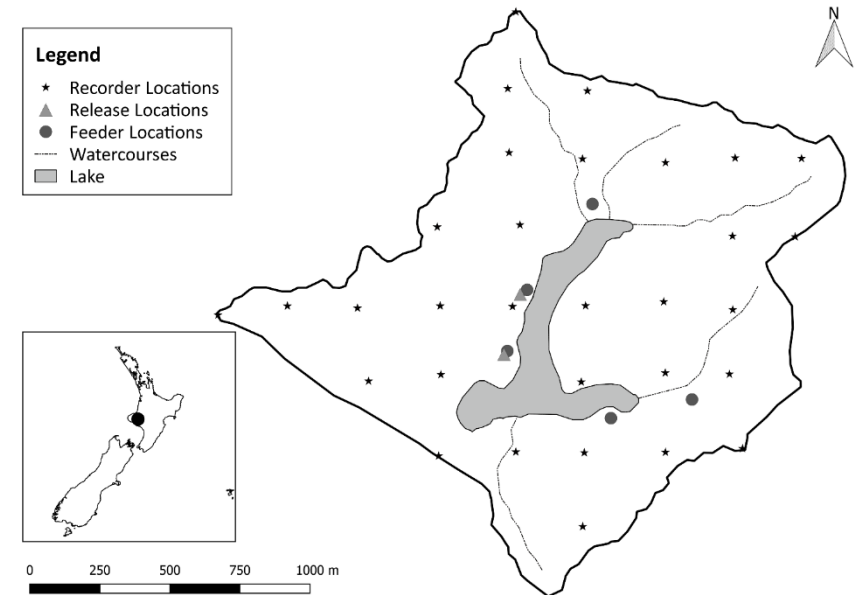 N
Legend
Recorder Locations
Release Locations
Feeder Locations
Watercourses
Lake
0 250 500 750 1000 m